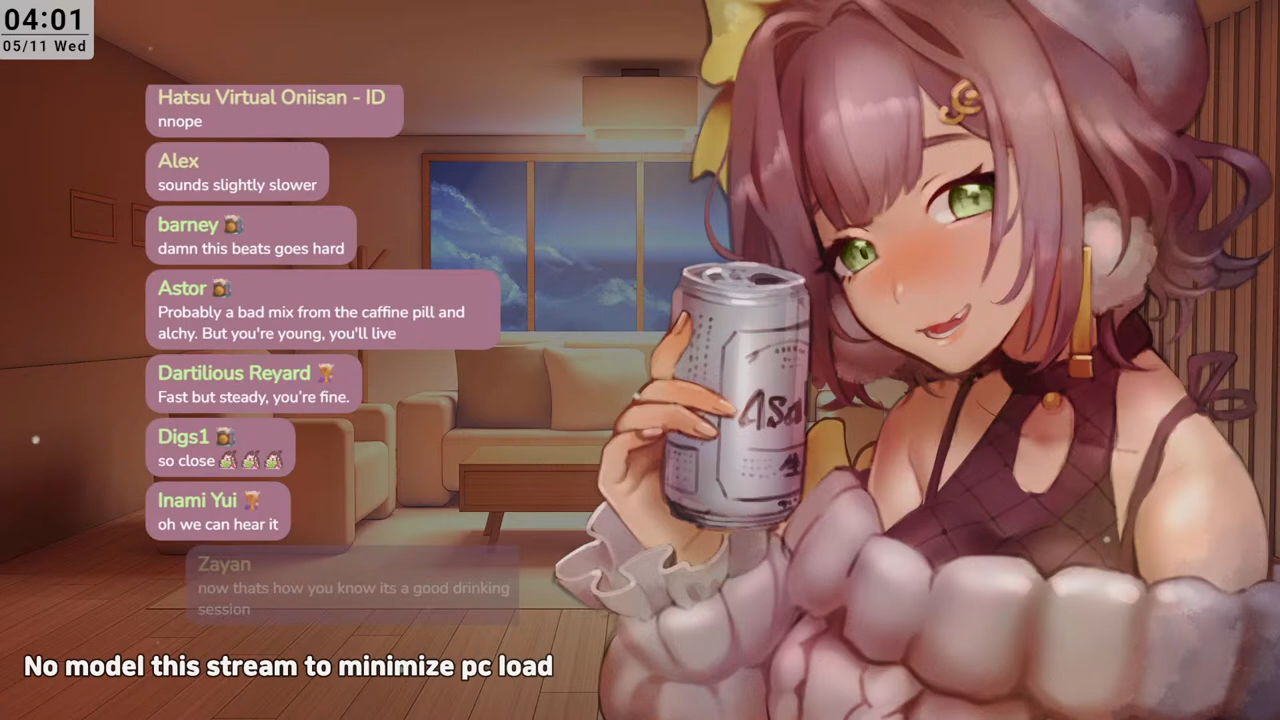 04:01
05/11 Wed
Hatsu Virtual Oniisan - ID
nnope
Alex
sounds slightly slower
barney
damn this beats goes hard
Astor
Probably a bad mix from the caffine pill and
alchy. But you're young, you'll live
Dartilious Reyard
Fast but steady, you're fine.
Digs1
so close
Inami Yui
oh we can hear it
Zayan
now thats how you know its a good drinking
session
No model this stream to minimize pc load
Asa